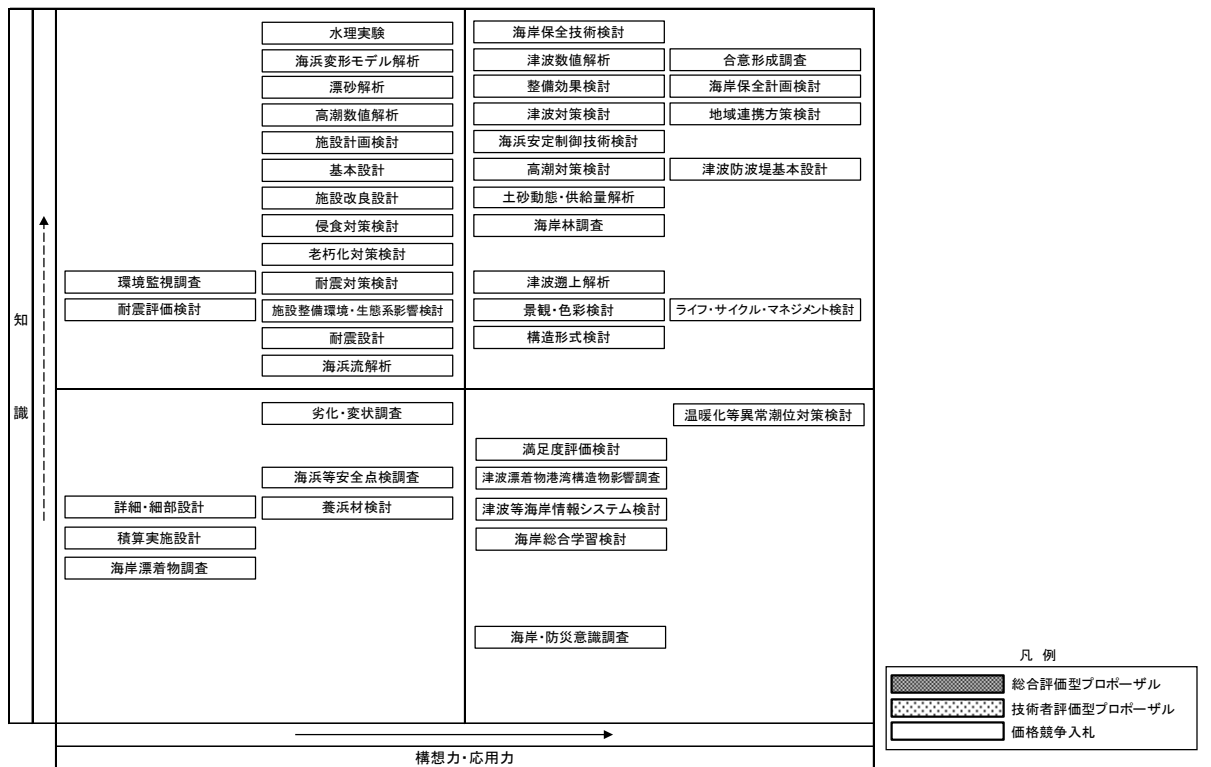 水理実験
海岸保全技術検討
海浜変形モデル解析
津波数値解析
合意形成調査
漂砂解析
整備効果検討
海岸保全計画検討
高潮数値解析
津波対策検討
地域連携方策検討
施設計画検討
海浜安定制御技術検討
基本設計
高潮対策検討
津波防波堤基本設計
施設改良設計
土砂動態・供給量解析
侵食対策検討
海岸林調査
老朽化対策検討
環境監視調査
耐震対策検討
津波遡上解析
耐震評価検討
施設整備環境・生態系影響検討
景観・色彩検討
ライフ・サイクル・マネジメント検討
耐震設計
構造形式検討
海浜流解析
知
識
劣化・変状調査
温暖化等異常潮位対策検討
満足度評価検討
海浜等安全点検調査
津波漂着物港湾構造物影響調査
詳細・細部設計
養浜材検討
津波等海岸情報システム検討
積算実施設計
海岸総合学習検討
海岸漂着物調査
海岸・防災意識調査
構想力・応用力
凡 例
総合評価型プロポーザル
技術者評価型プロポーザル
価格競争入札